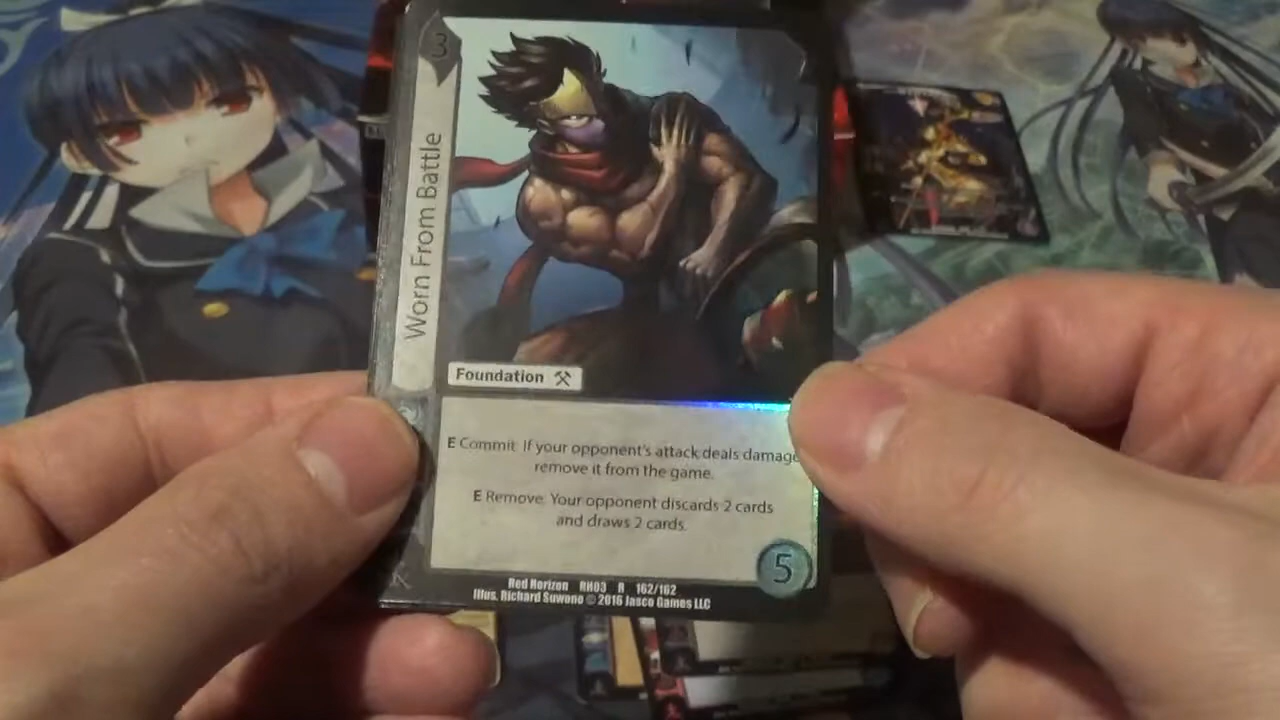 3
Worn From Battle
Foundation
E Commit: If your opponent's attack deals damage
remove it from the game.
E Remove: Your opponent discards 2 cards
and draws 2 cards.
5
Red Horizon RH03 R 162/162
Illus. Richard Suwono © 2016 Jasco Games LLC